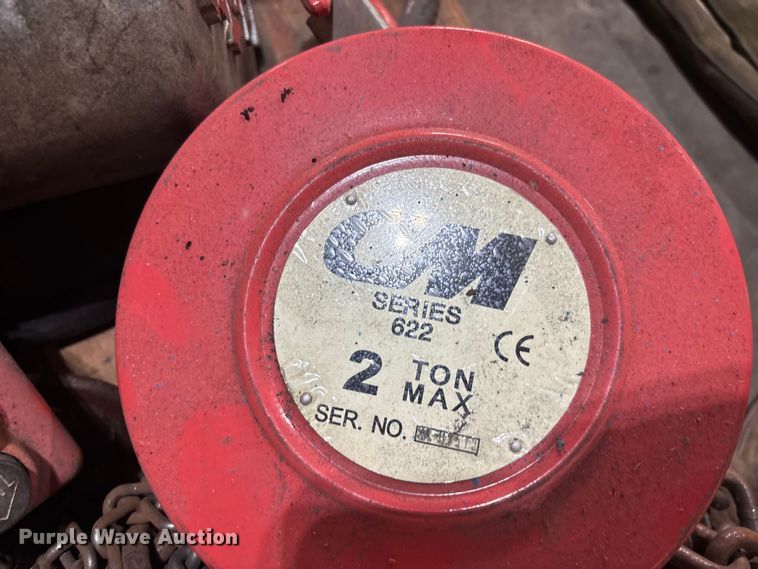 CM
SERIES
622
CE
2 TON
MAX
SER. NO.
Purple Wave Auction